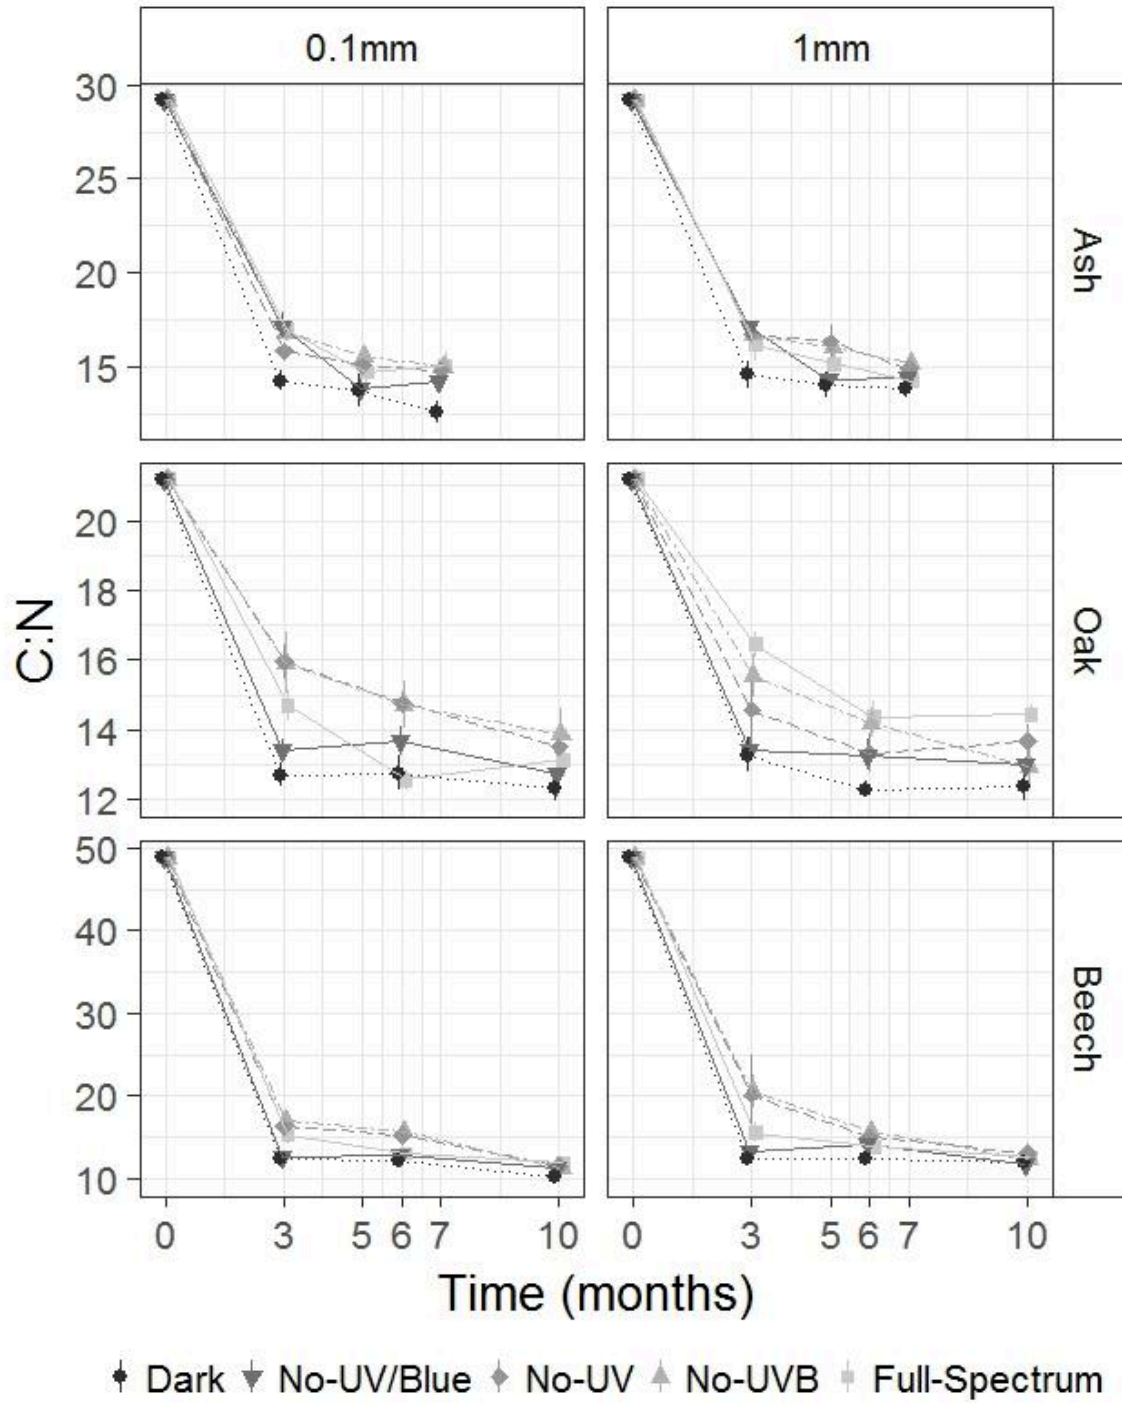 0.1mm 1mm
30
25
20
15
Ash
20
18
16
14
12
Oak
C:N
50
40
30
20
10
Beech
0 3 5 6 7 10 0 3 5 6 7 10
Time (months)
Dark No-UV/Blue No-UV No-UVB Full-Spectrum